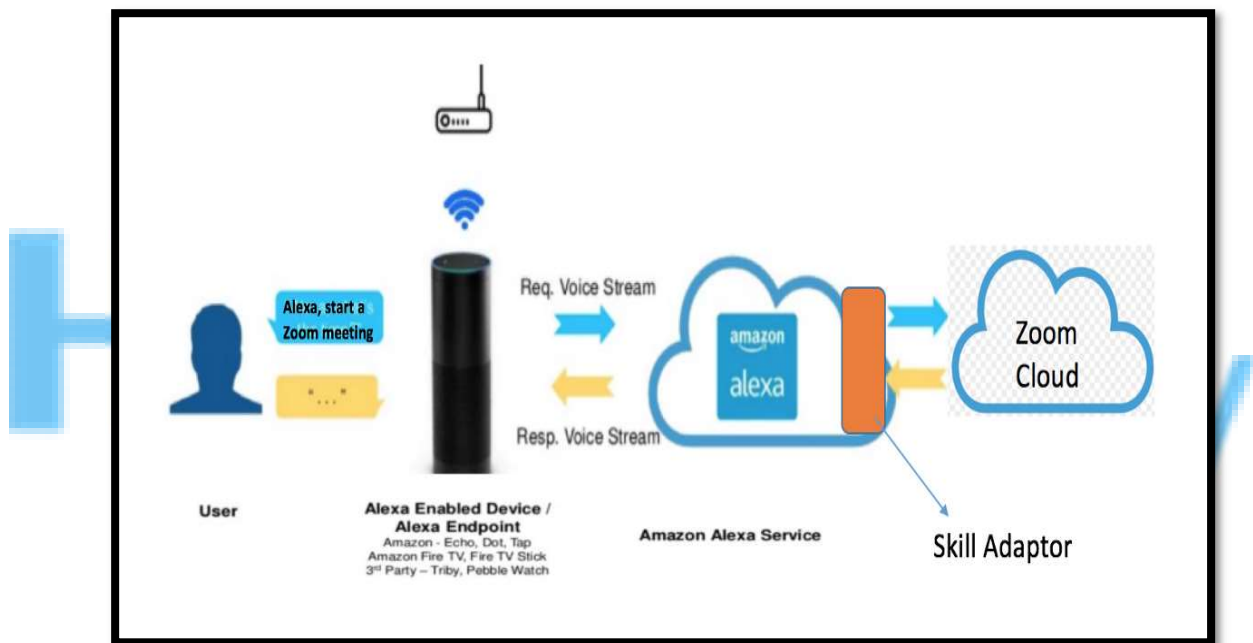 Alexa, start a
Zoom meeting
"..."
Req. Voice Stream
Resp. Voice Stream
amazon
alexa
Zoom
Cloud
User
Alexa Enabled Device /
Alexa Endpoint
Amazon - Echo, Dot, Tap
Amazon Fire TV, Fire TV Stick
3rd Party – Triby, Pebble Watch
Amazon Alexa Service
Skill Adaptor